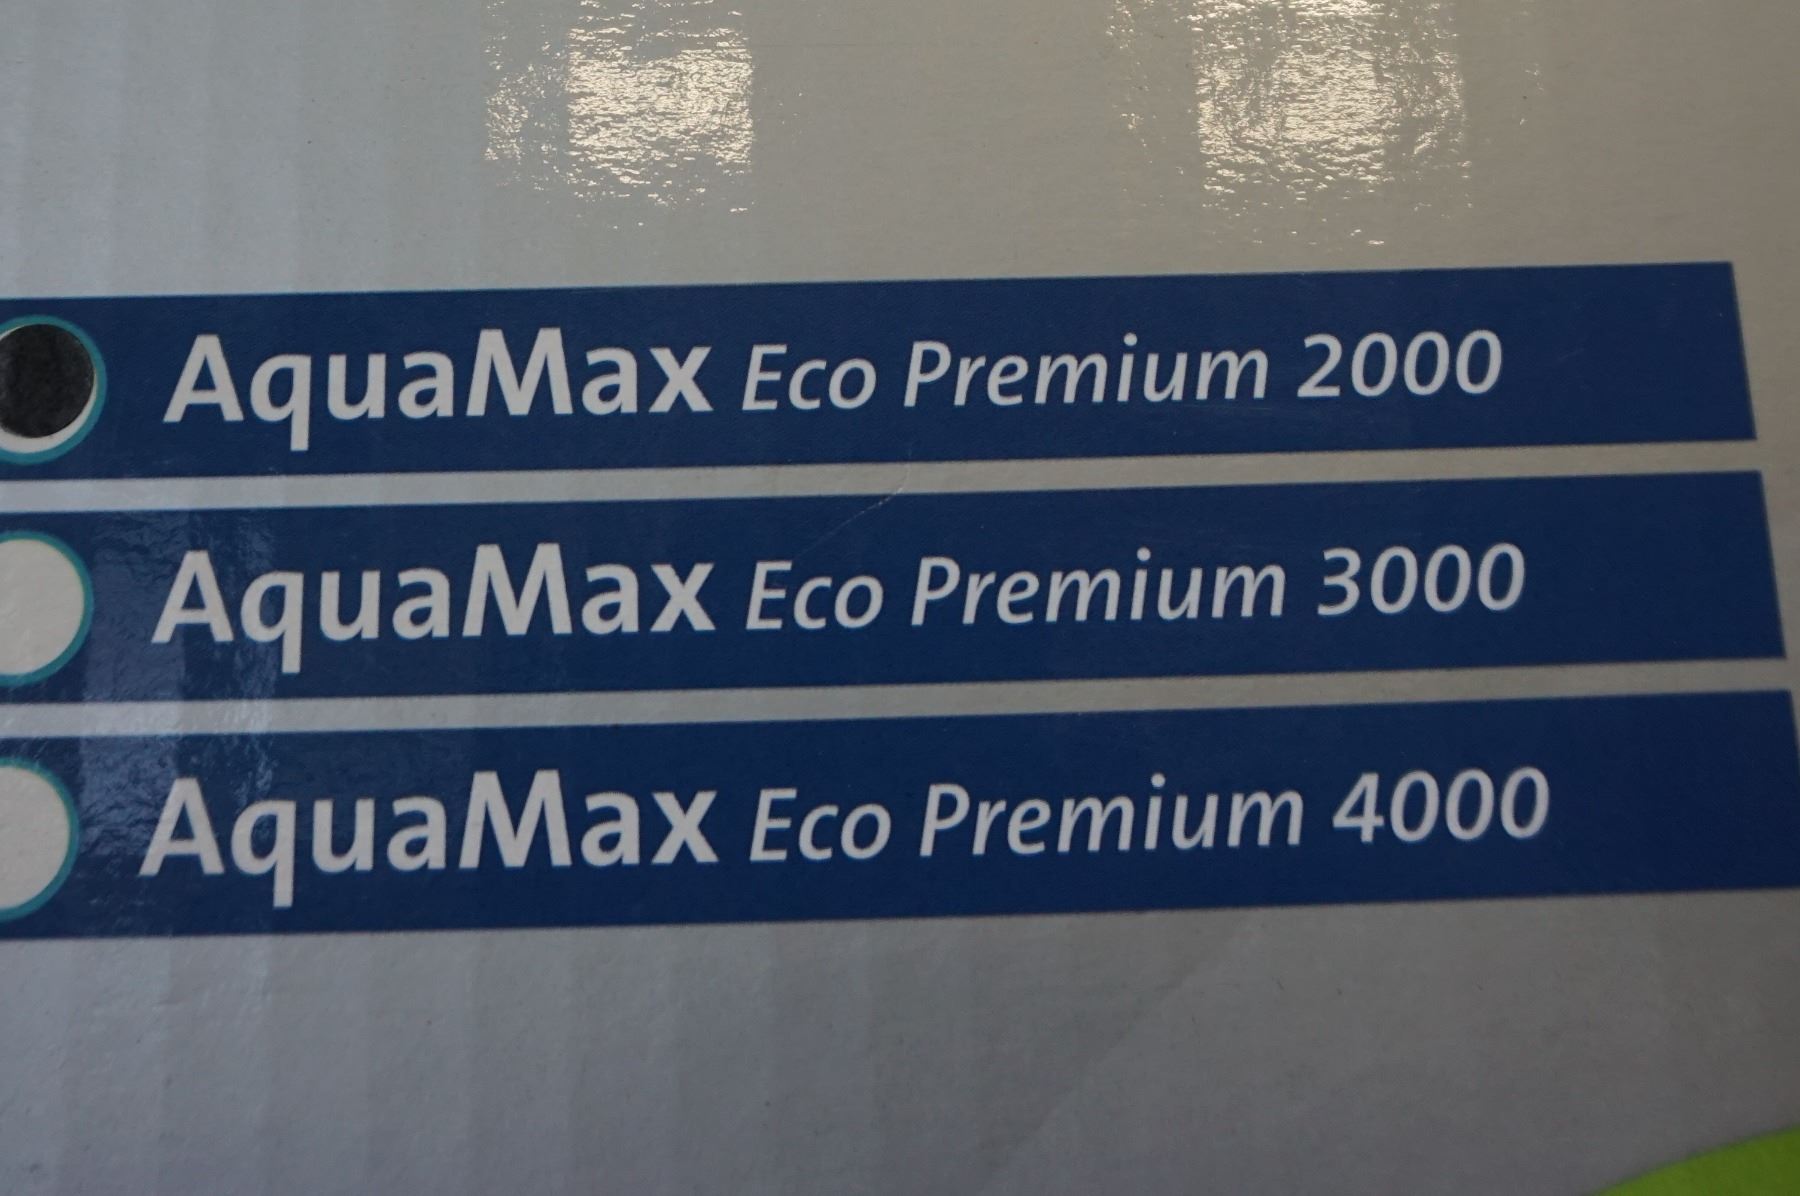 AquaMax Eco Premium 2000
AquaMax Eco Premium 3000
AquaMax Eco Premium 4000